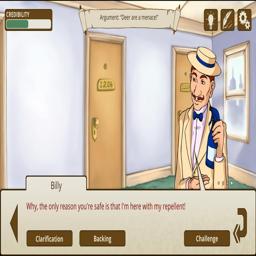 CREDIBILITY
Argument: "Deer are a menace!"
Billy
Why, the only reason you're safe is that I'm here with my repellent!
Clarification
Backing
Challenge